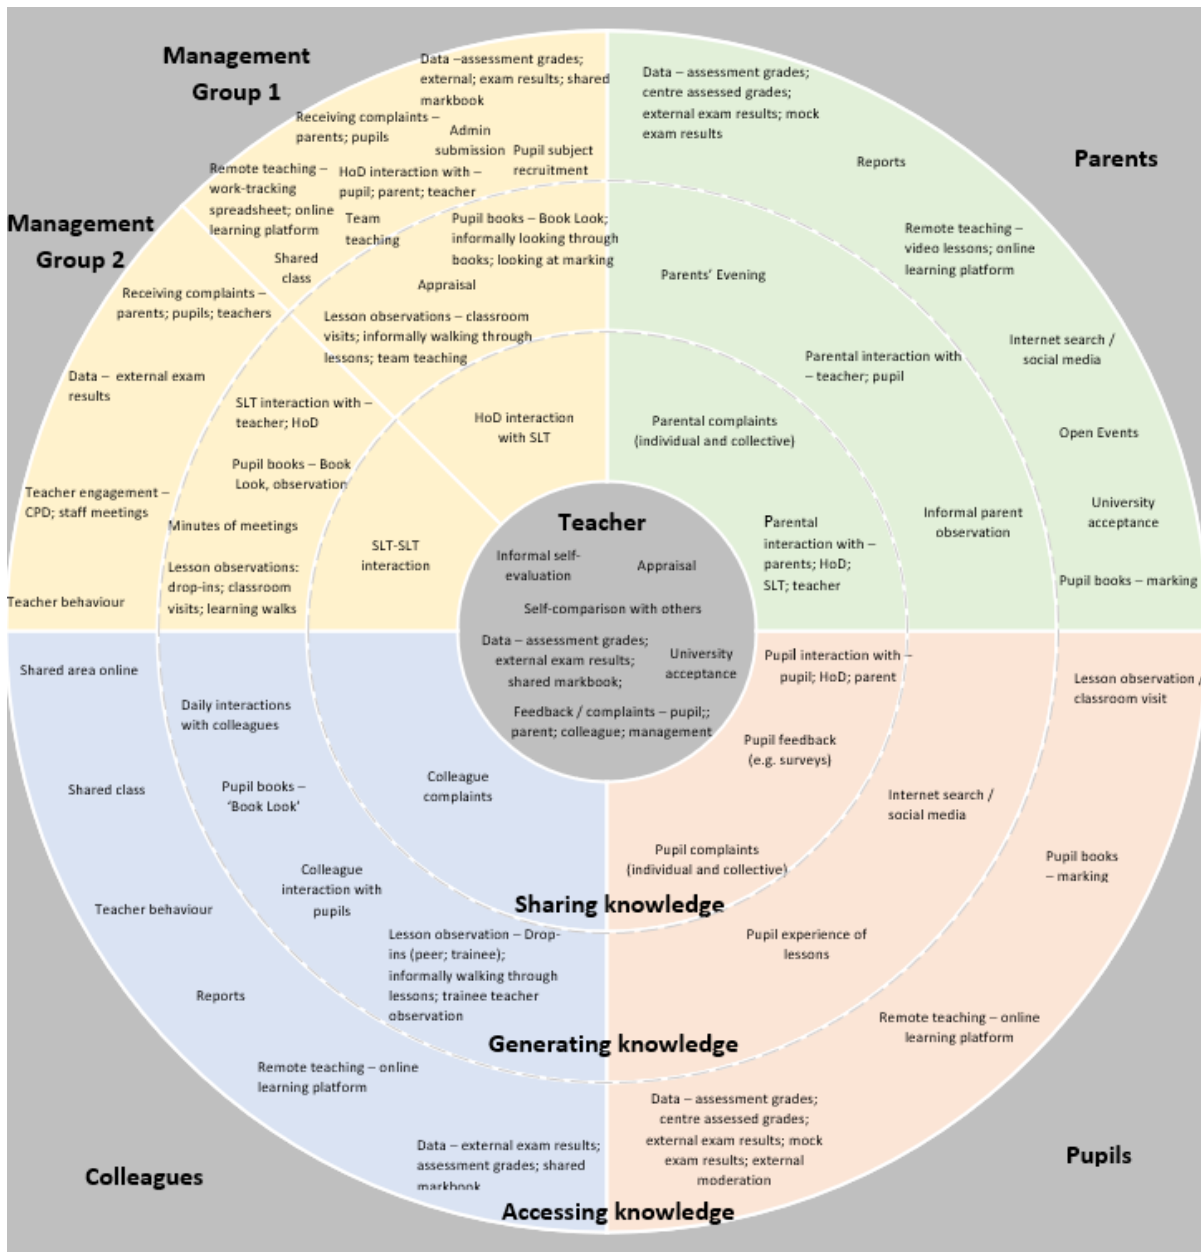 Management
Group 1
Data –assessment grades;
external; exam results; shared
markbook
Receiving complaints –
parents; pupils
Admin
submission
Pupil subject
recruitment
Remote teaching –
work-tracking
spreadsheet; online
learning platform
HoD interaction with –
pupil; parent; teacher
Team
teaching
Shared
class
Pupil books – Book Look;
informally looking through
books; looking at marking
Appraisal
Lesson observations – classroom
visits; informally walking through
lessons; team teaching
HoD interaction
with SLT
Management
Group 2
Receiving complaints –
parents; pupils; teachers
Data – external exam
results
SLT interaction with –
teacher; HoD
Pupil books – Book
Look, observation
Teacher engagement –
CPD; staff meetings
Minutes of meetings
Lesson observations:
drop-ins; classroom
visits; learning walks
Teacher behaviour
SLT-SLT
interaction
Parents
Data – assessment grades;
centre assessed grades;
external exam results; mock
exam results
Reports
Remote teaching –
video lessons; online
learning platform
Parents’ Evening
Internet search /
social media
Parental interaction with
– teacher; pupil
Parental complaints
(individual and collective)
Open Events
University
acceptance
Informal parent
observation
Parental
interaction with –
parents; HoD;
SLT; teacher
Pupil books – marking
Teacher
Informal self-
evaluation
Appraisal
Self-comparison with others
Data – assessment grades;
external exam results;
shared markbook;
University
acceptance
Feedback / complaints – pupil;;
parent; colleague; management
Shared area online
Daily interactions
with colleagues
Shared class
Pupil books –
‘Book Look’
Colleague
complaints
Colleague
interaction with
pupils
Teacher behaviour
Lesson observation – Drop-
ins (peer; trainee);
informally walking through
lessons; trainee teacher
observation
Reports
Remote teaching – online
learning platform
Data – external exam results;
assessment grades; shared
markbook
Colleagues
Pupil interaction with –
pupil; HoD; parent
Lesson observation /
classroom visit
Pupil feedback
(e.g. surveys)
Internet search /
social media
Pupil complaints
(individual and collective)
Pupil books
– marking
Sharing knowledge
Pupil experience of
lessons
Remote teaching – online
learning platform
Generating knowledge
Data – assessment grades;
centre assessed grades;
external exam results; mock
exam results; external
moderation
Pupils
Accessing knowledge